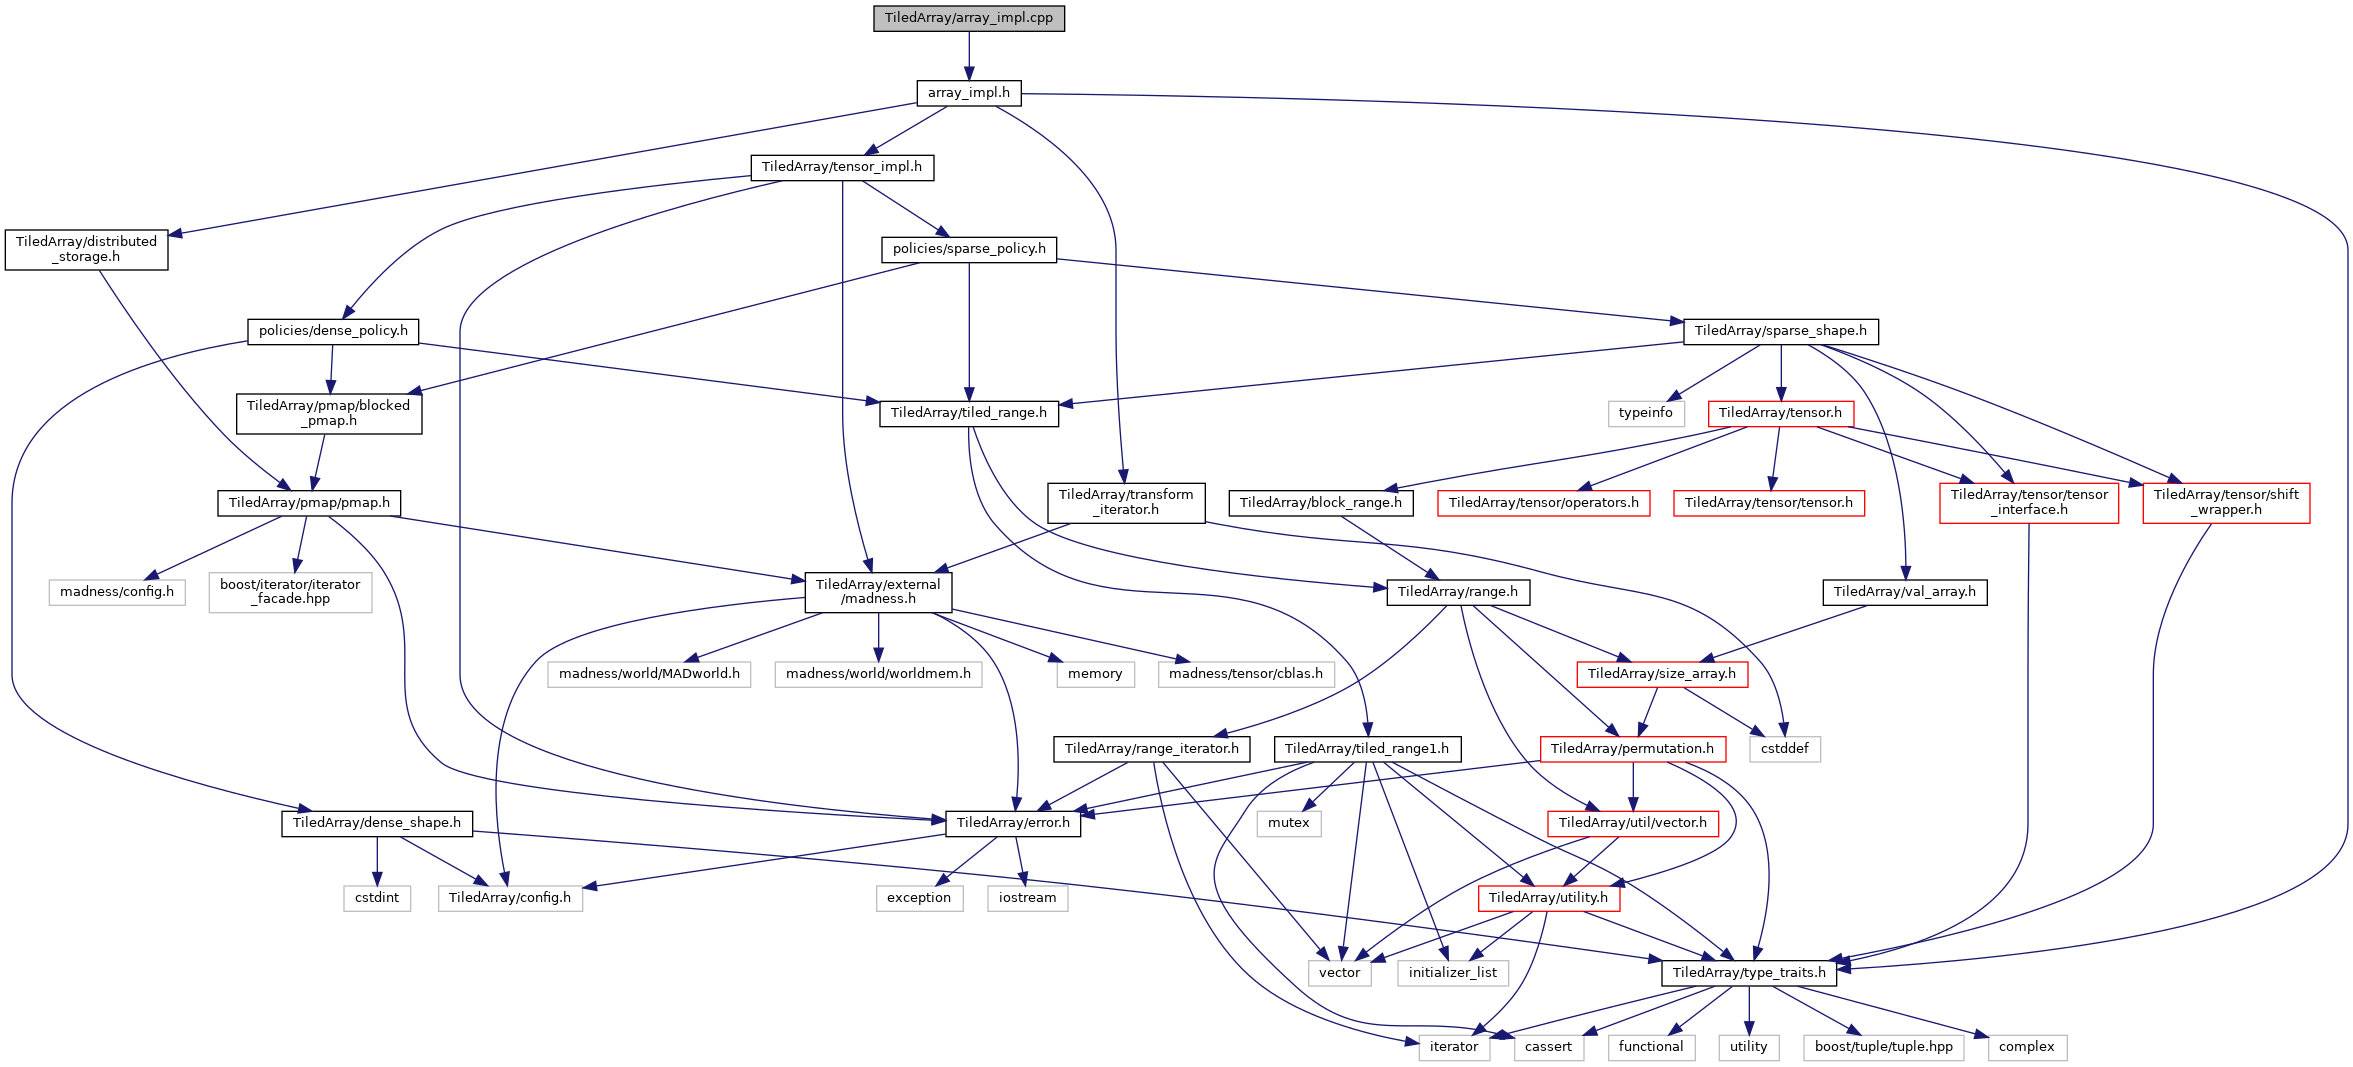 TiledArray/array_impl.cpp
array_impl.h
TiledArray/tensor_impl.h
TiledArray/distributed
_storage.h
policies/sparse_policy.h
policies/dense_policy.h
TiledArray/sparse_shape.h
TiledArray/pmap/blocked
_pmap.h
TiledArray/tiled_range.h
typeinfo
TiledArray/tensor.h
TiledArray/pmap/pmap.h
TiledArray/transform
_iterator.h
TiledArray/block_range.h
TiledArray/tensor/operators.h
TiledArray/tensor/tensor.h
TiledArray/tensor/tensor
_interface.h
TiledArray/tensor/shift
_wrapper.h
madness/config.h
boost/iterator/iterator
_facade.hpp
TiledArray/external
/madness.h
TiledArray/range.h
TiledArray/val_array.h
madness/world/MADworld.h
madness/world/worldmem.h
memory
madness/tensor/cblas.h
TiledArray/size_array.h
TiledArray/range_iterator.h
TiledArray/tiled_range1.h
TiledArray/permutation.h
cstddef
TiledArray/dense_shape.h
TiledArray/error.h
mutex
TiledArray/util/vector.h
cstdint
TiledArray/config.h
exception
iostream
TiledArray/utility.h
vector
initializer_list
TiledArray/type_traits.h
iterator
cassert
functional
utility
boost/tuple/tuple.hpp
complex